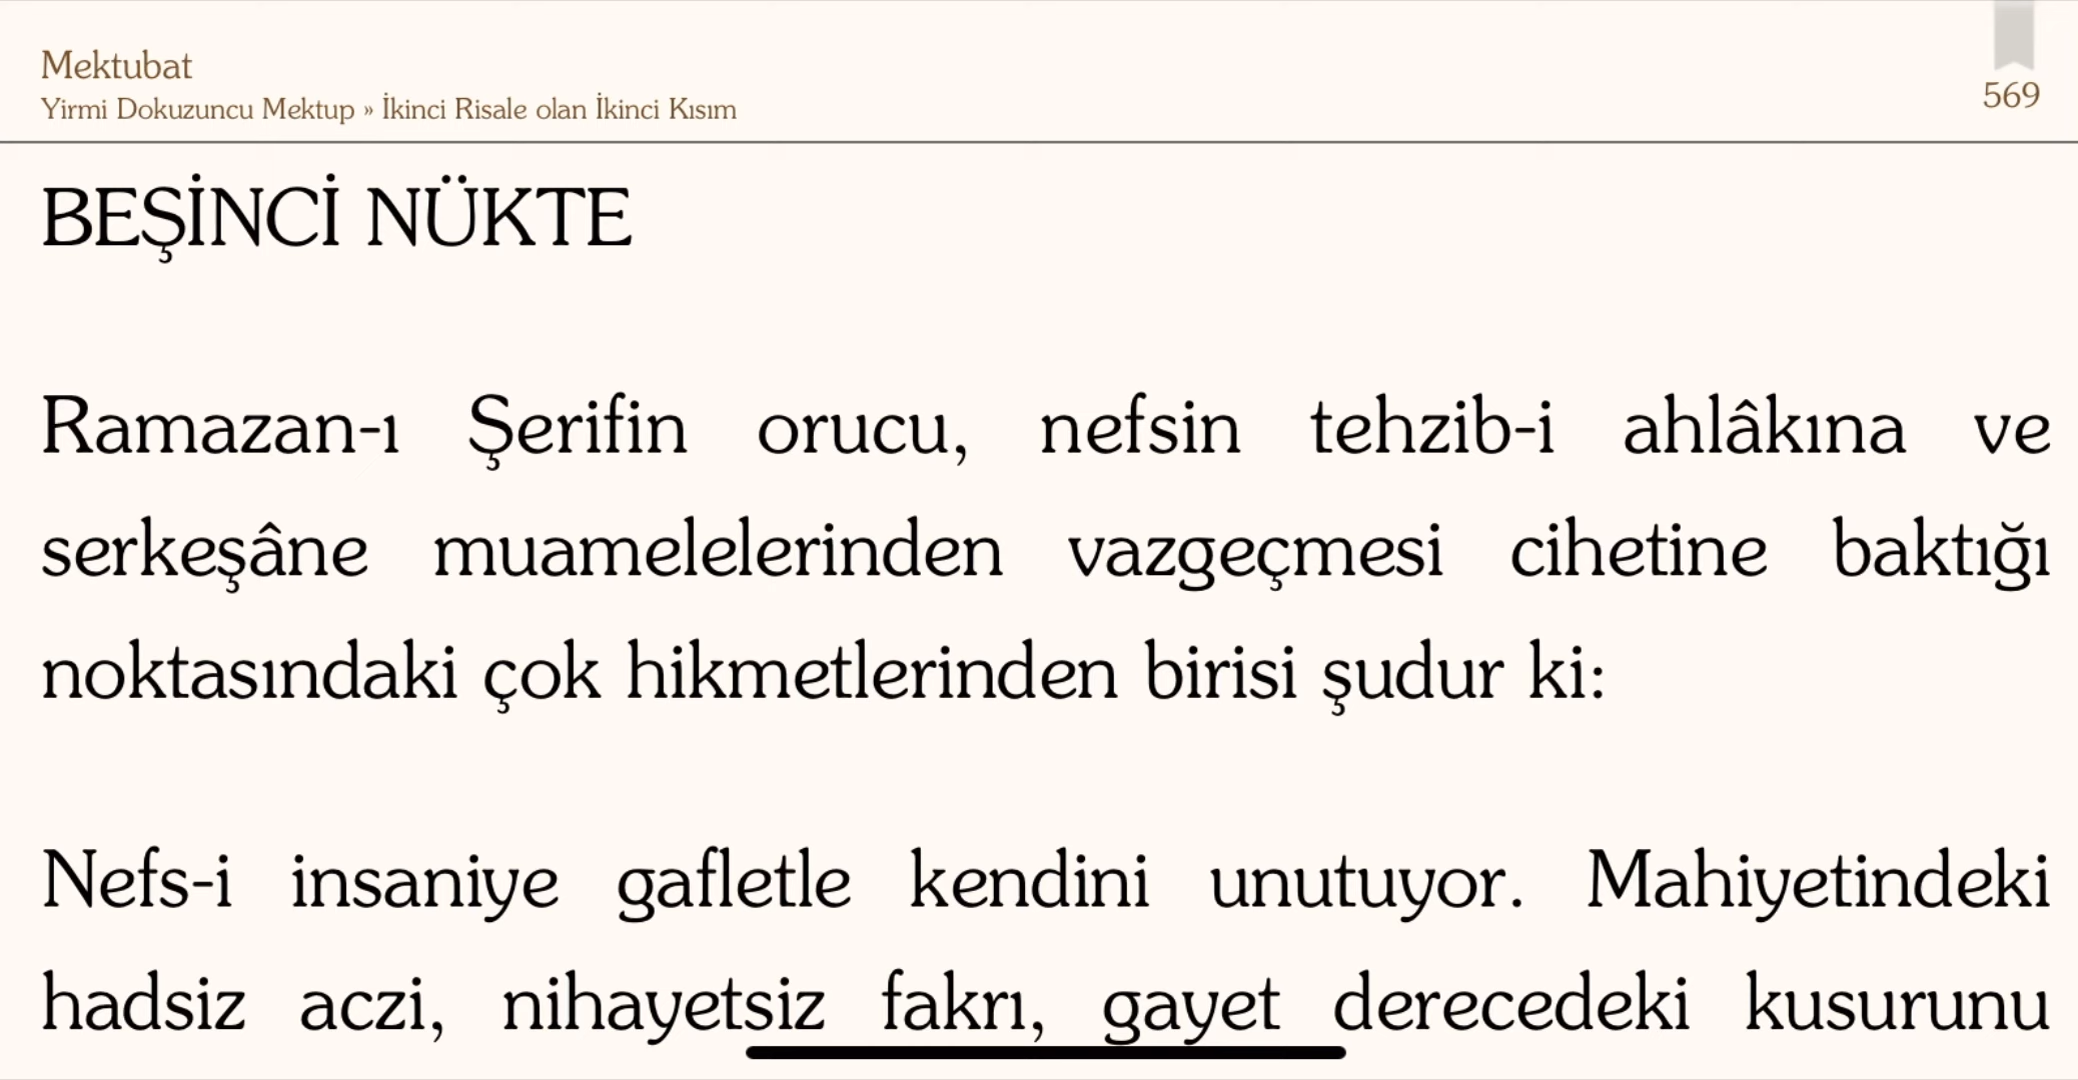 Mektubat
Yirmi Dokuzuncu Mektup » İkinci Risale olan İkinci Kısım
569
BEŞİNCİ NÜKTE
Ramazan-ı Şerifin orucu, nefsin tehzib-i ahlâkına ve
serkeşâne muamelelerinden vazgeçmesi cihetine baktığı
noktasındaki çok hikmetlerinden birisi şudur ki:
Nefs-i insaniye gafletle kendini unutuyor. Mahiyetindeki
hadsiz aczi, nihayetsiz fakrı, gayet derecedeki kusurunu